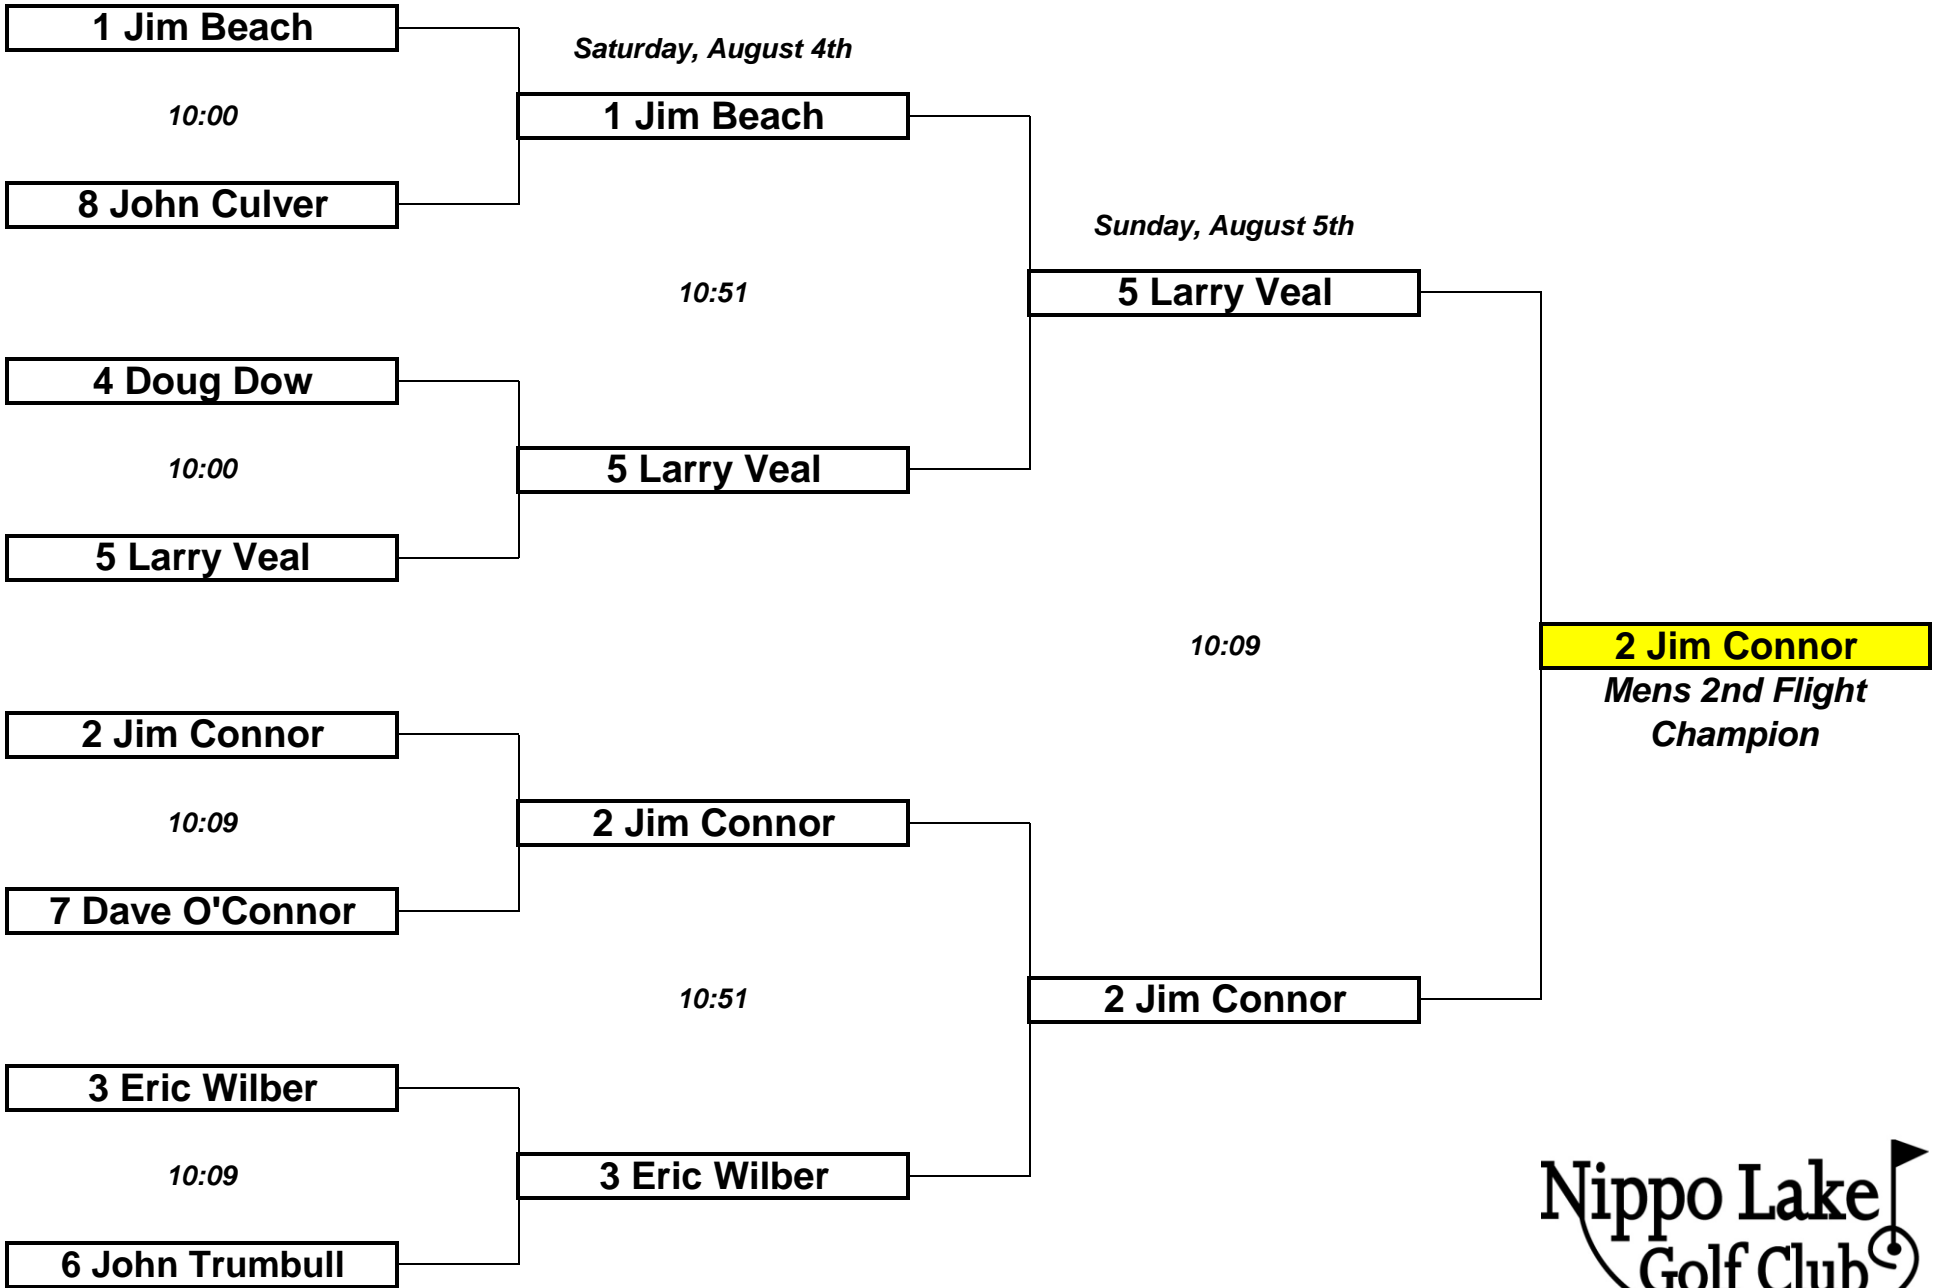 1 Jim Beach
Saturday, August 4th
10:00
1 Jim Beach
8 John Culver
Sunday, August 5th
10:51
5 Larry Veal
4 Doug Dow
10:00
5 Larry Veal
5 Larry Veal
10:09
2 Jim Connor
Mens 2nd Flight
Champion
2 Jim Connor
10:09
2 Jim Connor
7 Dave O'Connor
10:51
2 Jim Connor
3 Eric Wilber
10:09
3 Eric Wilber
6 John Trumbull
Nippo Lake
Golf Club